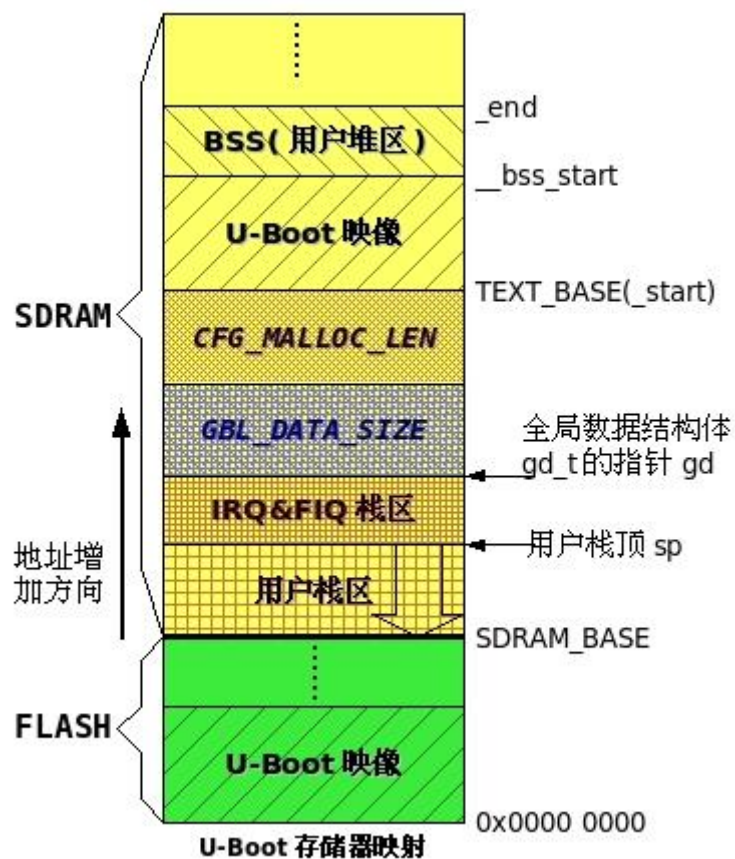 _end
BSS( 用户堆区 )
__bss_start
U-Boot 映像
TEXT_BASE(_start)
SDRAM
CFG_MALLOC_LEN
GBL_DATA_SIZE
全局数据结构体
gd_t的指针 gd
IRQ&FIQ 栈区
用户栈顶 sp
地址增
加方向
用户栈区
SDRAM_BASE
FLASH
U-Boot 映像
0x0000 0000
U-Boot 存储器映射